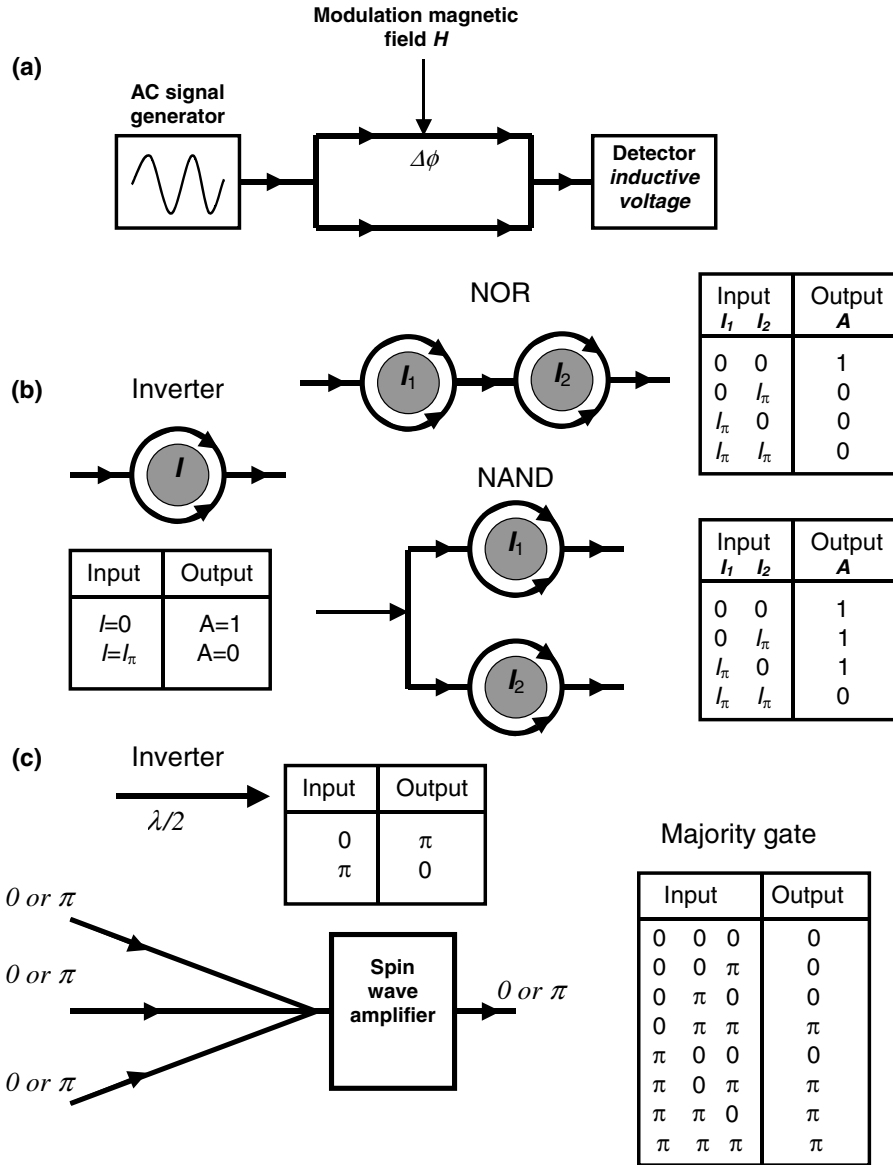 Modulation magnetic
field H
(a)
AC signal
generator
Δϕ
Detector
inductive
voltage
NOR
I1
I2
Input Output
I1 I2 A
0 0 1
0 Iπ 0
Iπ 0 0
Iπ Iπ 0
(b)
Inverter
I
Input Output
I=0 A=1
I=Iπ A=0
NAND
I1
I2
Input Output
I1 I2 A
0 0 1
0 Iπ 1
Iπ 0 1
Iπ Iπ 0
(c)
Inverter
λ/2
Input Output
0 π
π 0
0 or π
0 or π
0 or π
Spin
wave
amplifier
0 or π
Majority gate
Input Output
0 0 0 0
0 0 π 0
0 π 0 0
0 π π π
π 0 0 0
π 0 π π
π π 0 π
π π π π